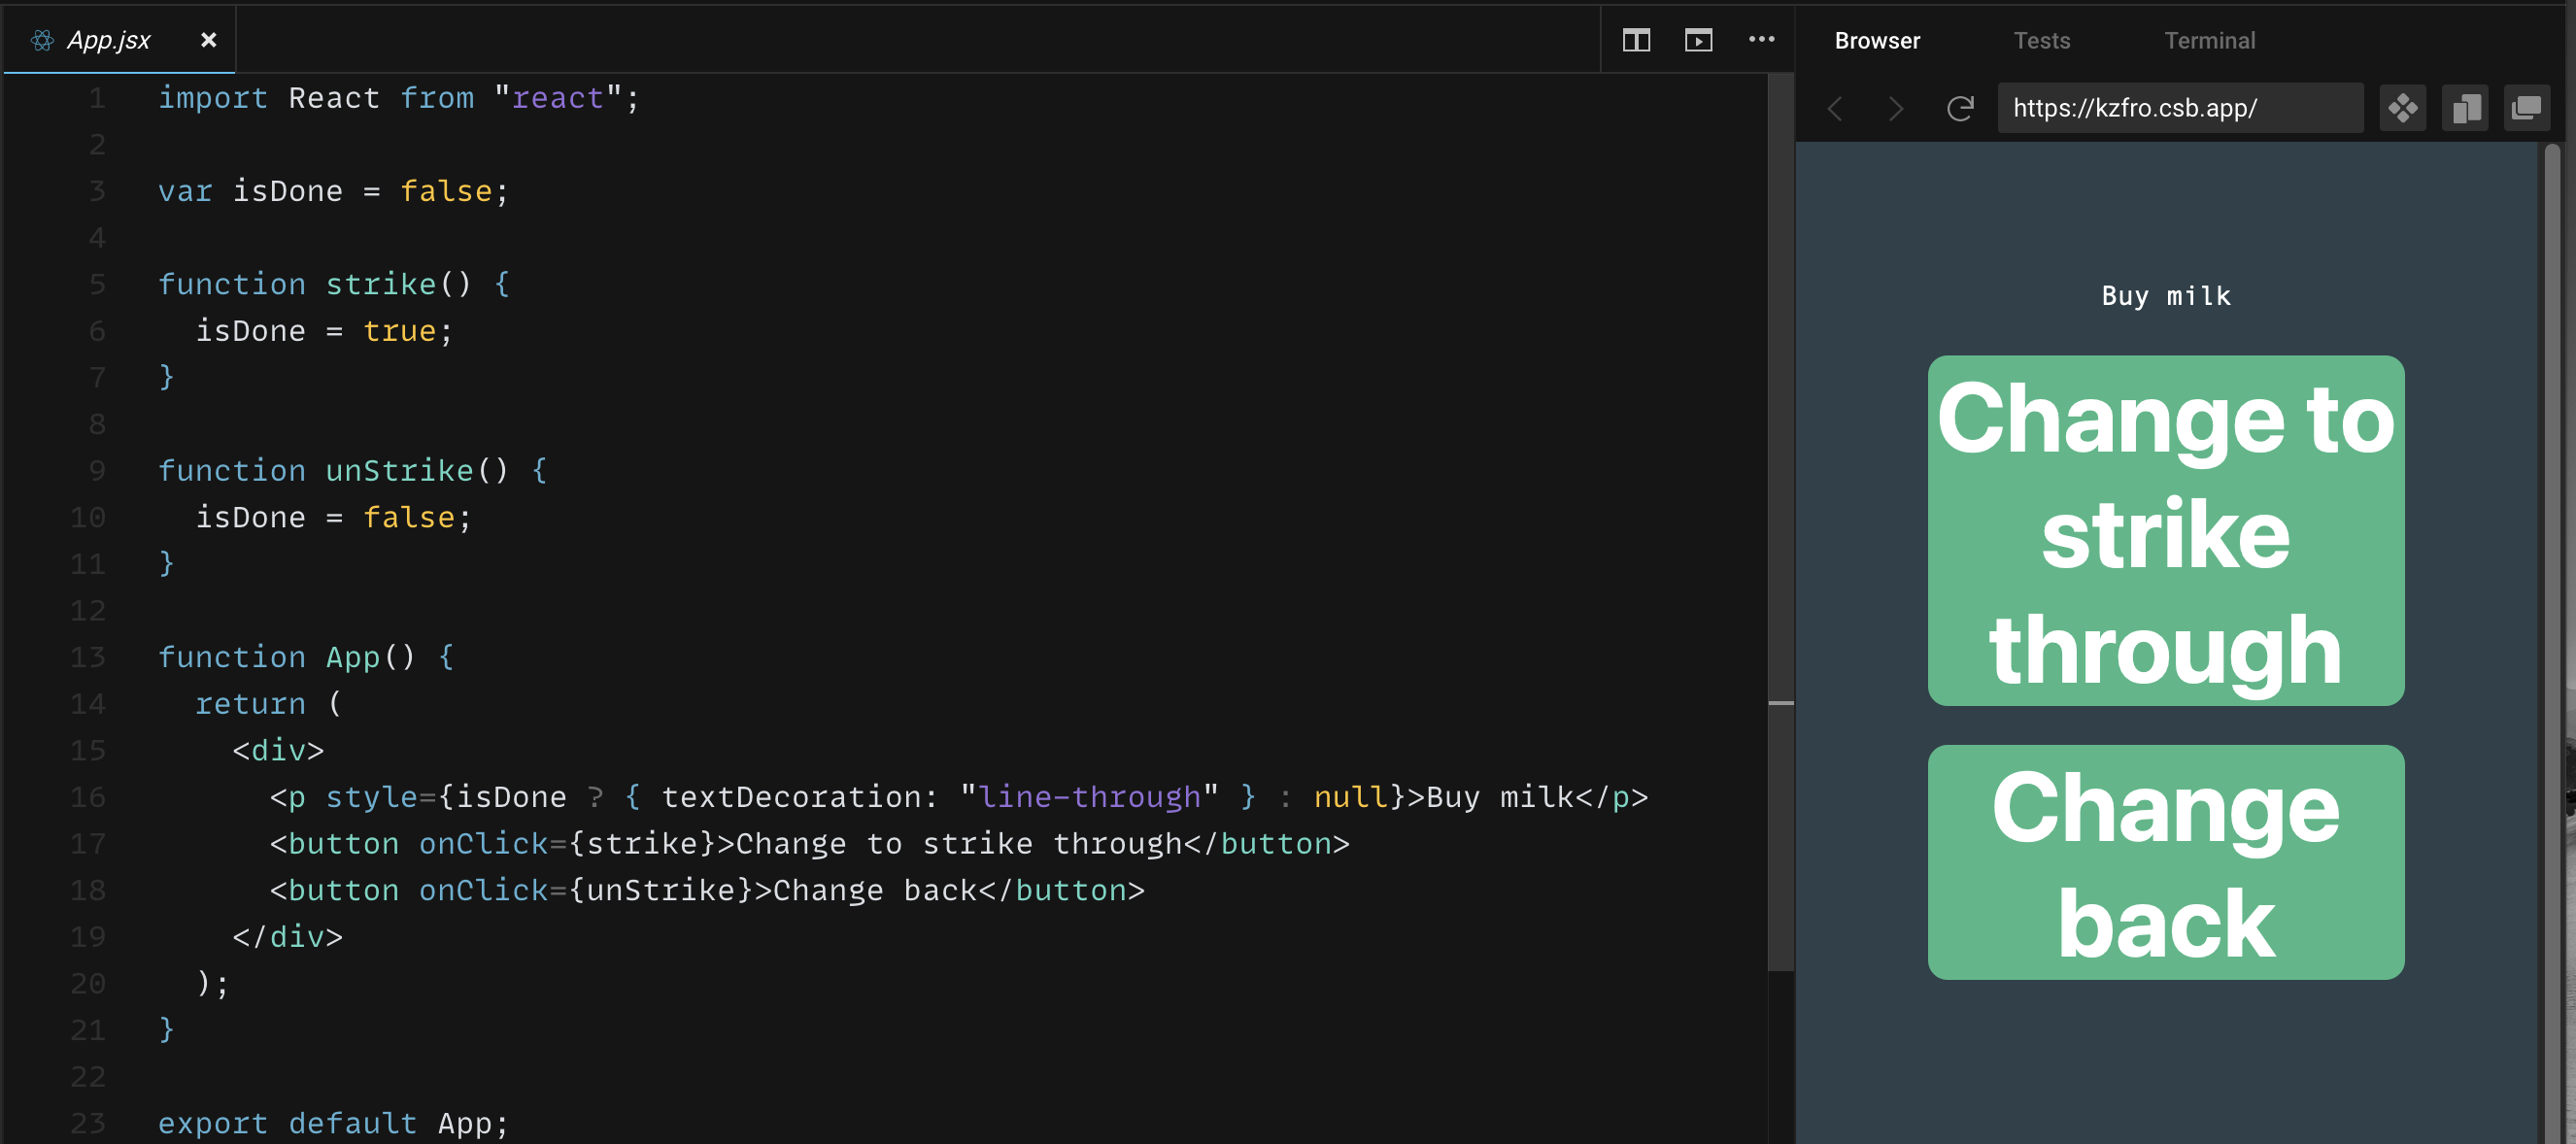 App.jsx
Browser Tests Terminal
https://kzfro.csb.app/
1 import React from "react";
2
3 var isDone = false;
4
5 function strike() {
6   isDone = true;
7 }
8
9 function unStrike() {
10   isDone = false;
11 }
12
13 function App() {
14   return (
15     <div>
16       <p style={isDone ? { textDecoration: "line-through" } : null}>Buy milk</p>
17       <button onClick={strike}>Change to strike through</button>
18       <button onClick={unStrike}>Change back</button>
19     </div>
20   );
21 }
22
23 export default App;
Buy milk
Change to
strike
through
Change
back